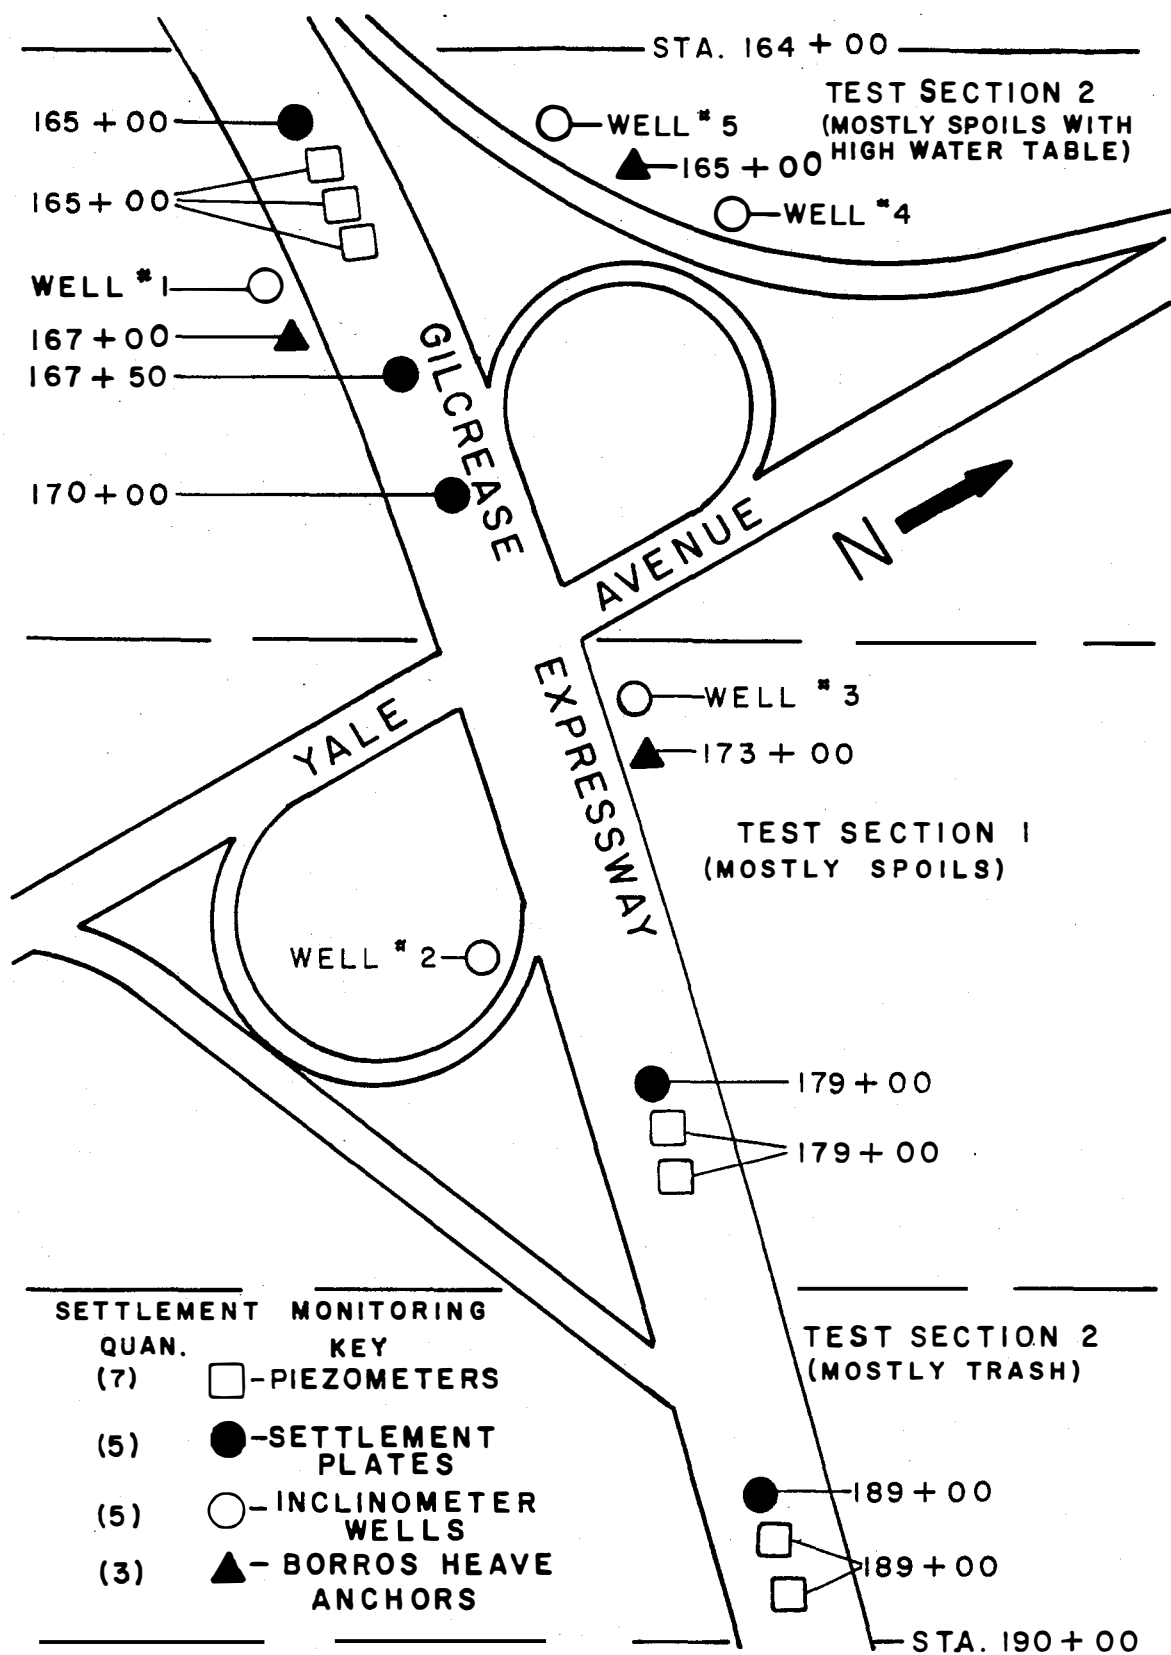 STA. 164 + 00
TEST SECTION 2
(MOSTLY SPOILS WITH
HIGH WATER TABLE)
165 + 00
WELL #5
165 + 00
165 + 00
WELL #4
WELL #1
167 + 00
167 + 50
170 + 00
GILCREASE
AVENUE
N
YALE
EXPRESSWAY
WELL #3
173 + 00
TEST SECTION 1
(MOSTLY SPOILS)
WELL #2
179 + 00
179 + 00
SETTLEMENT MONITORING
QUAN. KEY
(7) -PIEZOMETERS
(5) -SETTLEMENT
PLATES
(5) -INCLINOMETER
WELLS
(3) - BORROS HEAVE
ANCHORS
TEST SECTION 2
(MOSTLY TRASH)
189 + 00
189 + 00
STA. 190 + 00